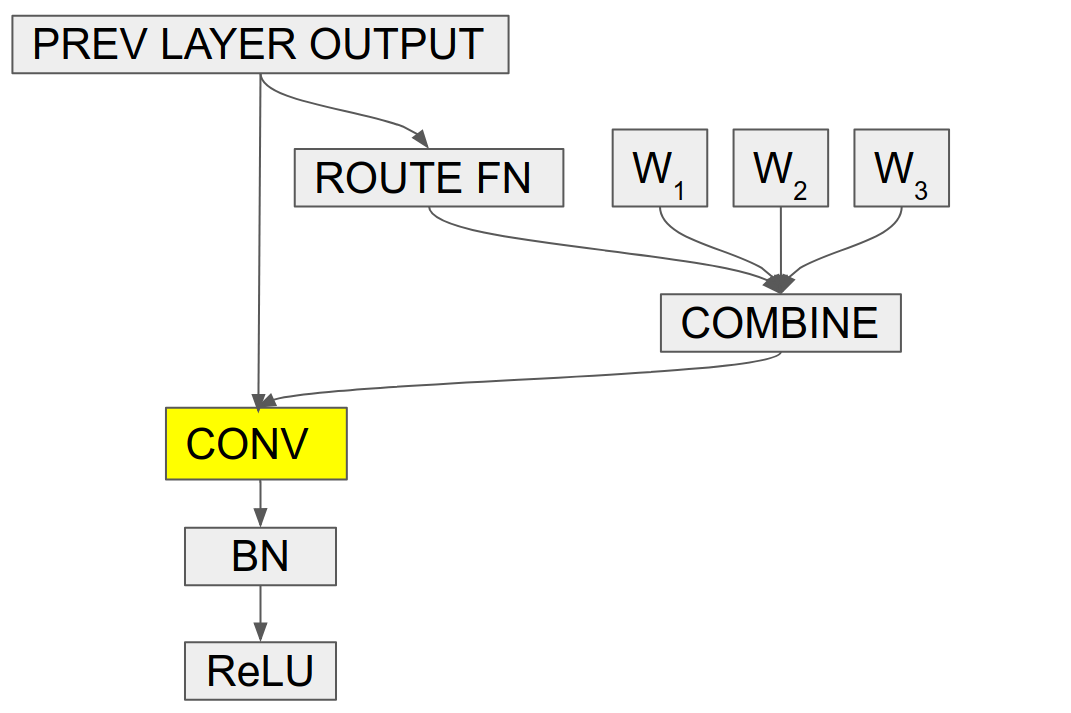 PREV LAYER OUTPUT
ROUTE FN
W1
W2
W3
COMBINE
CONV
BN
ReLU